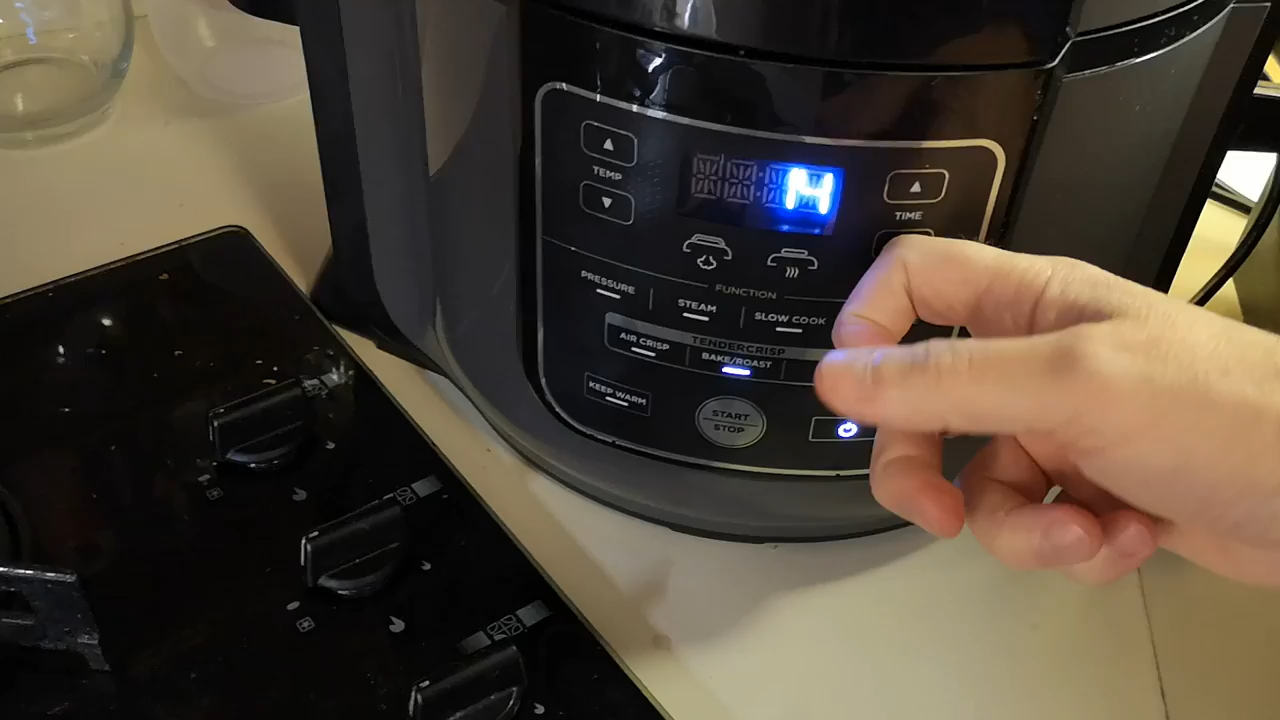 TEMP
TIME
FUNCTION
PRESSURE
STEAM
SLOW COOK
TENDERCRISP
AIR CRISP
BAKE/ROAST
KEEP WARM
START
STOP